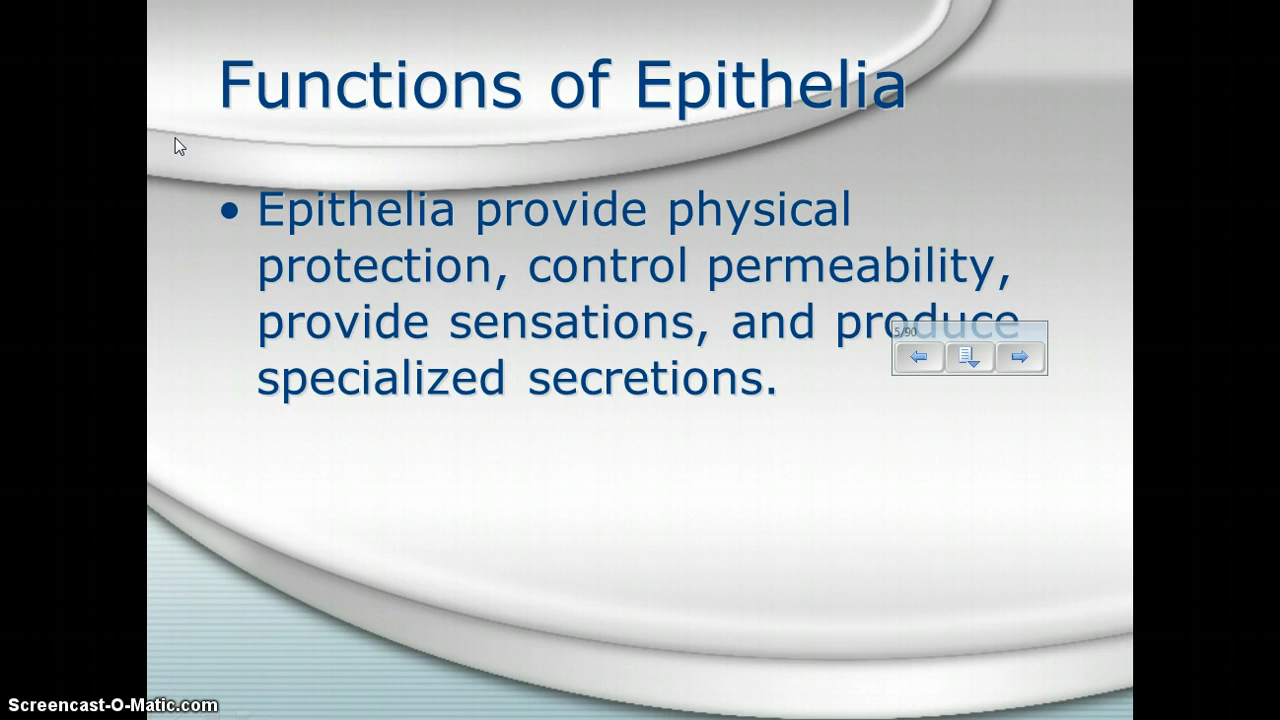 Functions of Epithelia
• Epithelia provide physical
protection, control permeability,
provide sensations, and produce
specialized secretions.
5/90
Screencast-O-Matic.com